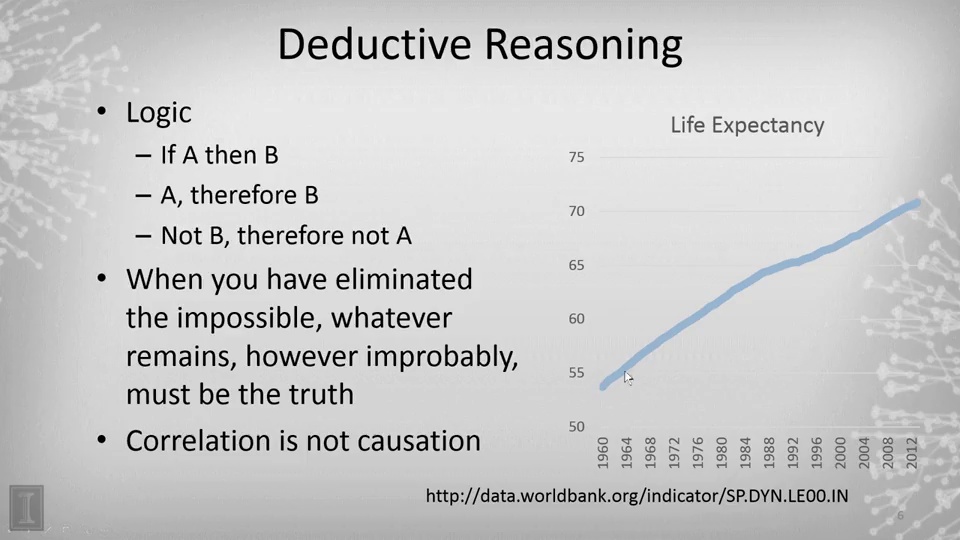 Deductive Reasoning
• Logic
– If A then B
– A, therefore B
– Not B, therefore not A
• When you have eliminated
the impossible, whatever
remains, however improbably,
must be the truth
• Correlation is not causation
Life Expectancy
75
70
65
60
55
50
1960 1964 1968 1972 1976 1980 1984 1988 1992 1996 2000 2004 2008 2012
http://data.worldbank.org/indicator/SP.DYN.LE00.IN
6
I